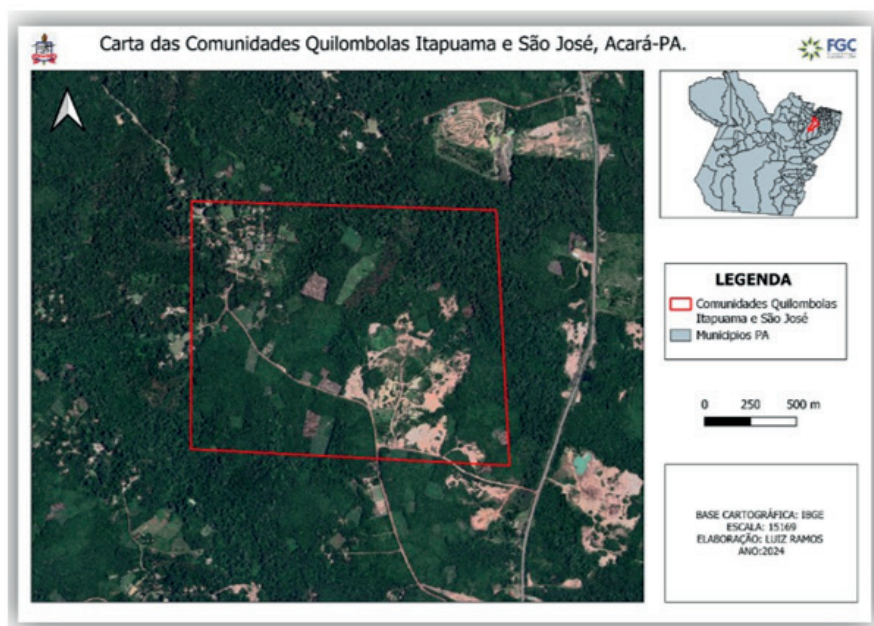 Carta das Comunidades Quilombolas Itapuama e São José, Acará-PA.
FGC
LEGENDA
Comunidades Quilombolas
Itapuama e São José
Municipios PA
0 250 500 m
BASE CARTOGRÁFICA: IBGE
ESCALA: 15169
ELABORAÇÃO: LUIZ RAMOS
ANO:2024